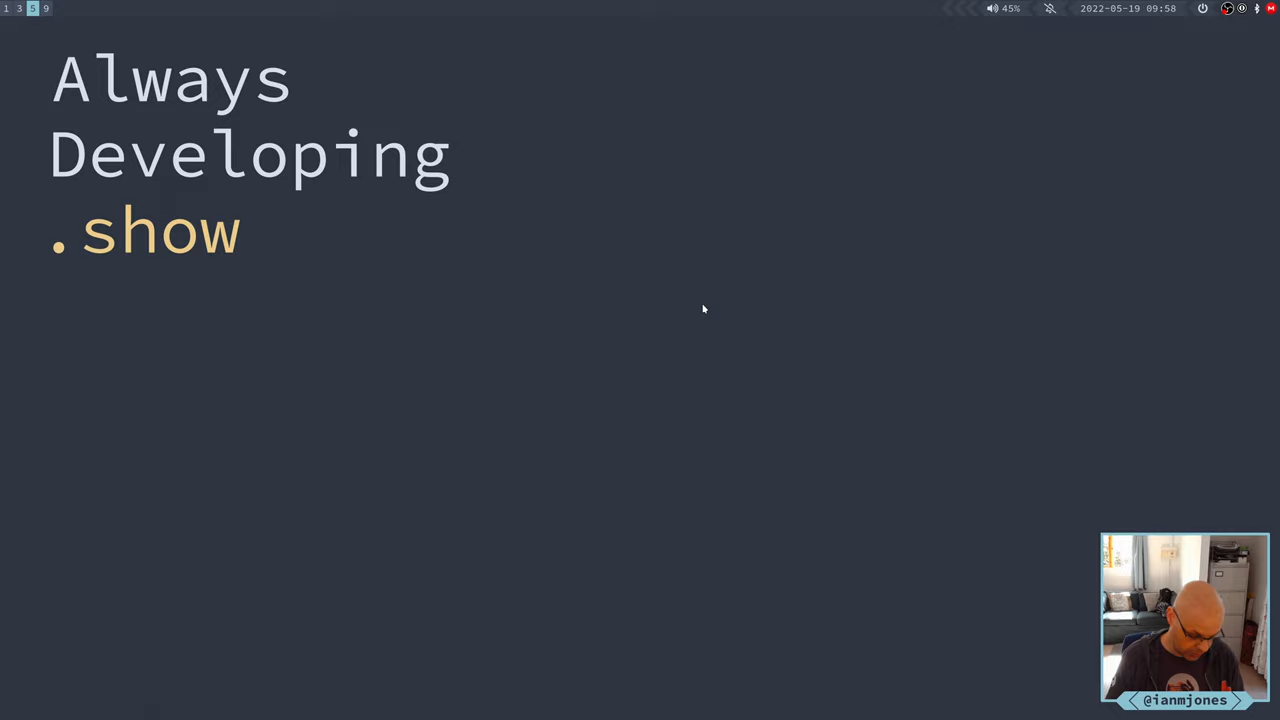 1 3 5 9
45%
2022-05-19 09:58
Always
Developing
.show
@ianmjones